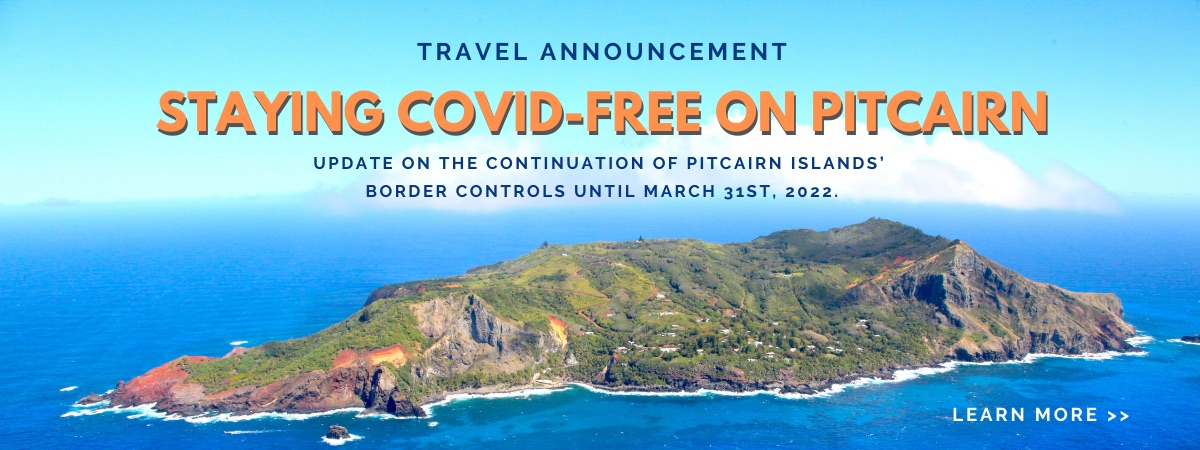 TRAVEL ANNOUNCEMENT
STAYING COVID-FREE ON PITCAIRN
UPDATE ON THE CONTINUATION OF PITCAIRN ISLANDS'
BORDER CONTROLS UNTIL MARCH 31ST, 2022.
LEARN MORE >>